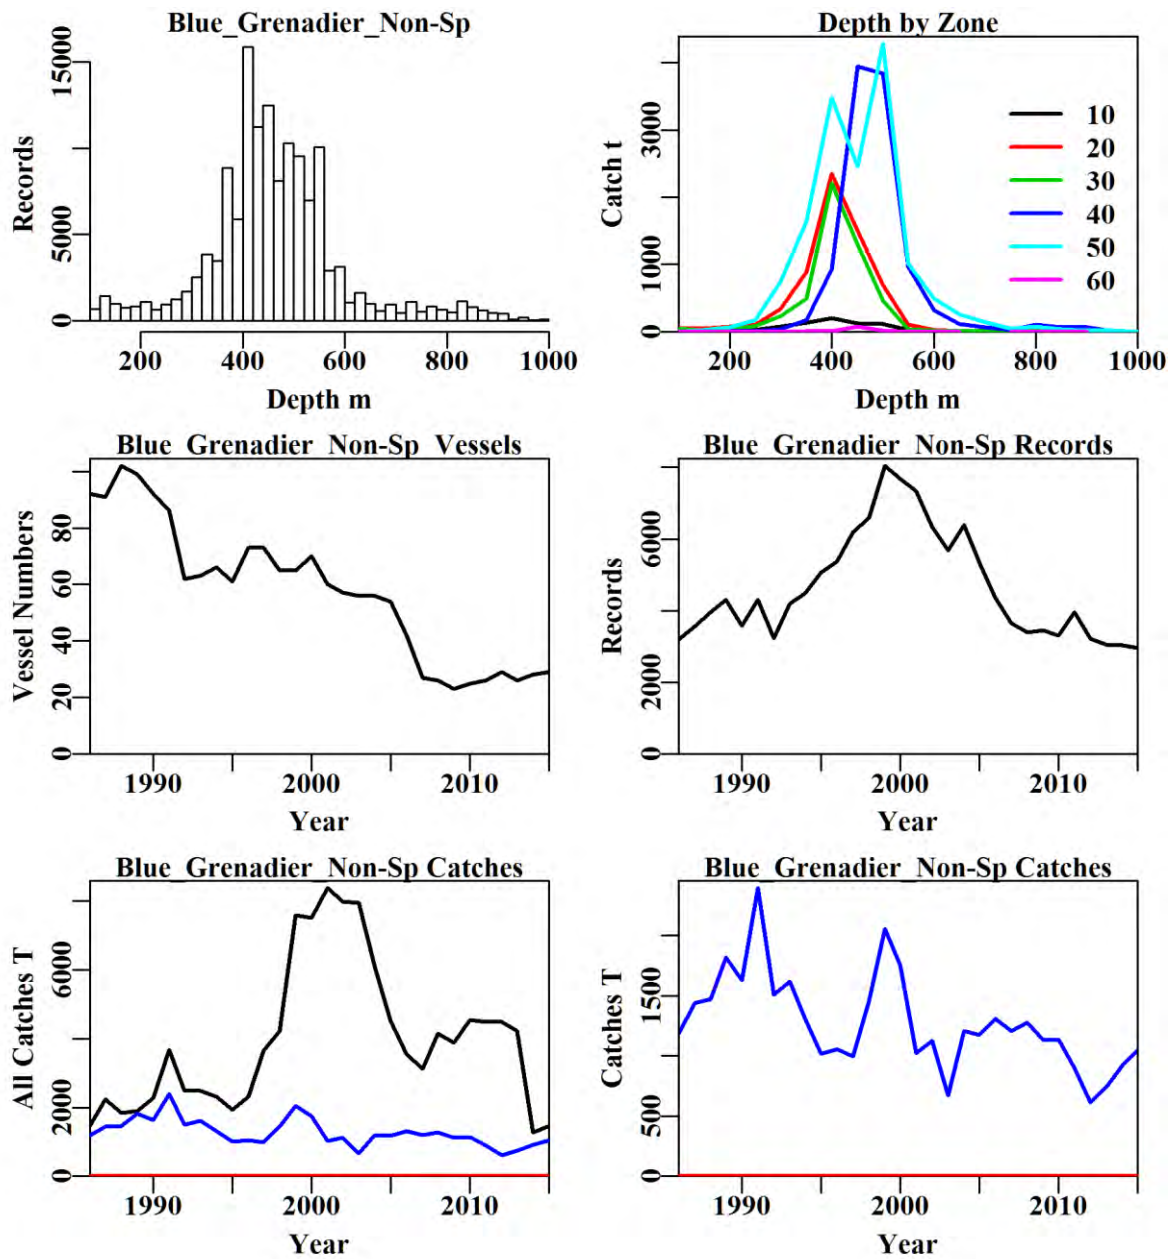 Blue_Grenadier_Non-Sp
Records
0
5000
15000
200
400
600
800
1000
Depth m
Depth by Zone
Catch t
0
1000
3000
10
20
30
40
50
60
200
400
600
800
1000
Depth m
Blue_Grenadier_Non-Sp_Vessels
Vessel Numbers
0
20
40
60
80
1990
2000
2010
Year
Blue_Grenadier_Non-Sp Records
Records
0
2000
6000
1990
2000
2010
Year
Blue_Grenadier_Non-Sp Catches
All Catches T
0
2000
6000
1990
2000
2010
Year
Blue_Grenadier_Non-Sp Catches
Catches T
0
500
1500
1990
2000
2010
Year